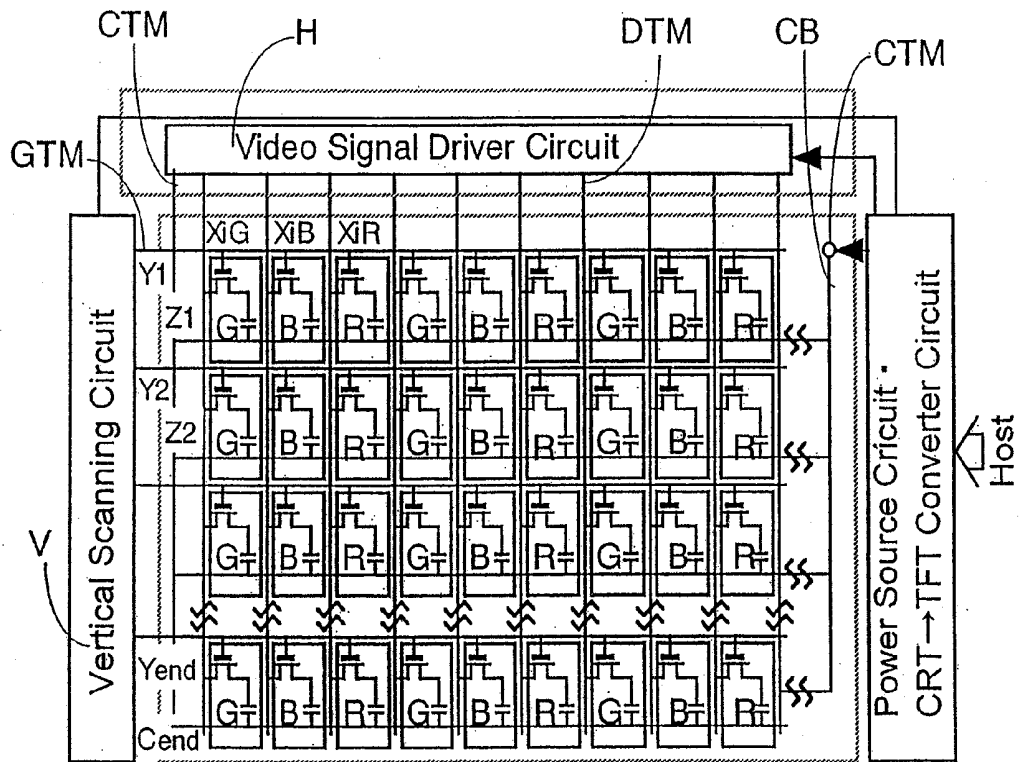 CTM H DTM CB CTM
GTM
Video Signal Driver Circuit
XiG XiB XiR
Y1
G B R G B R G B R
Z1
Y2
G B R G B R G B R
Z2
G B R G B R G B R
V
Yend
G B R G B R G B R
Cend
Vertical Scanning Circuit
Power Source Cricuit ·
CRT→TFT Converter Circuit
Host